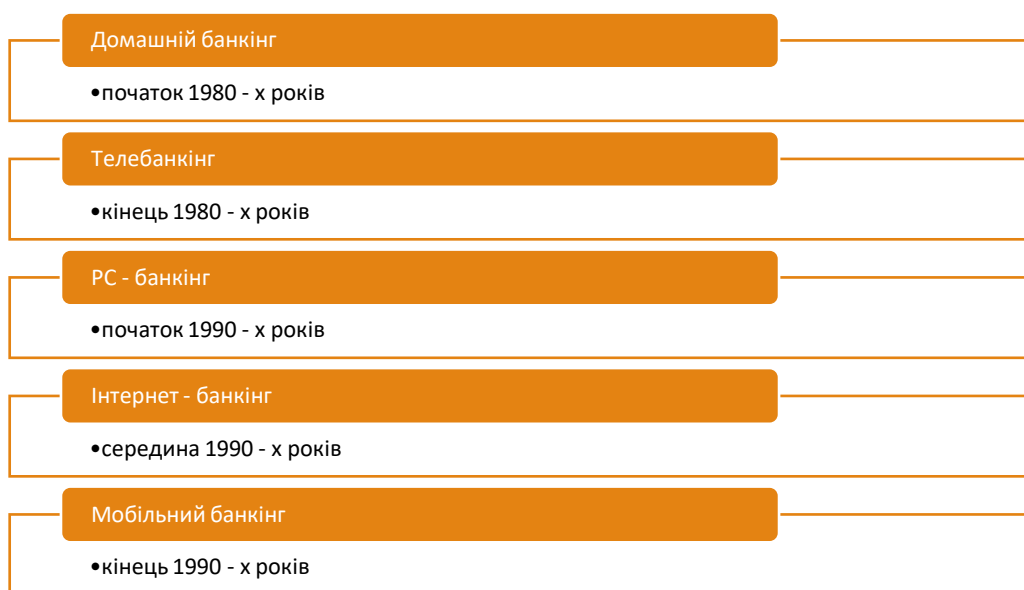 Домашній банкінг
•початок 1980 - х років
Телебанкінг
•кінець 1980 - х років
PC - банкінг
•початок 1990 - х років
Інтернет - банкінг
•середина 1990 - х років
Мобільний банкінг
•кінець 1990 - х років